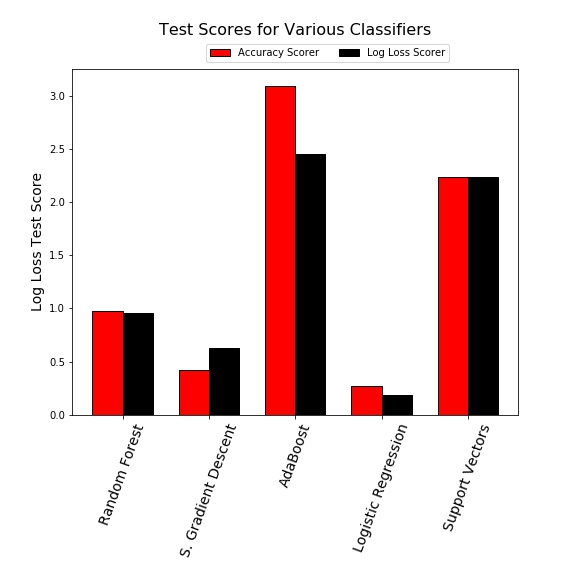 Test Scores for Various Classifiers
Accuracy Scorer
Log Loss Scorer
Log Loss Test Score
3.0
2.5
2.0
1.5
1.0
0.5
0.0
Random Forest
S. Gradient Descent
AdaBoost
Logistic Regression
Support Vectors